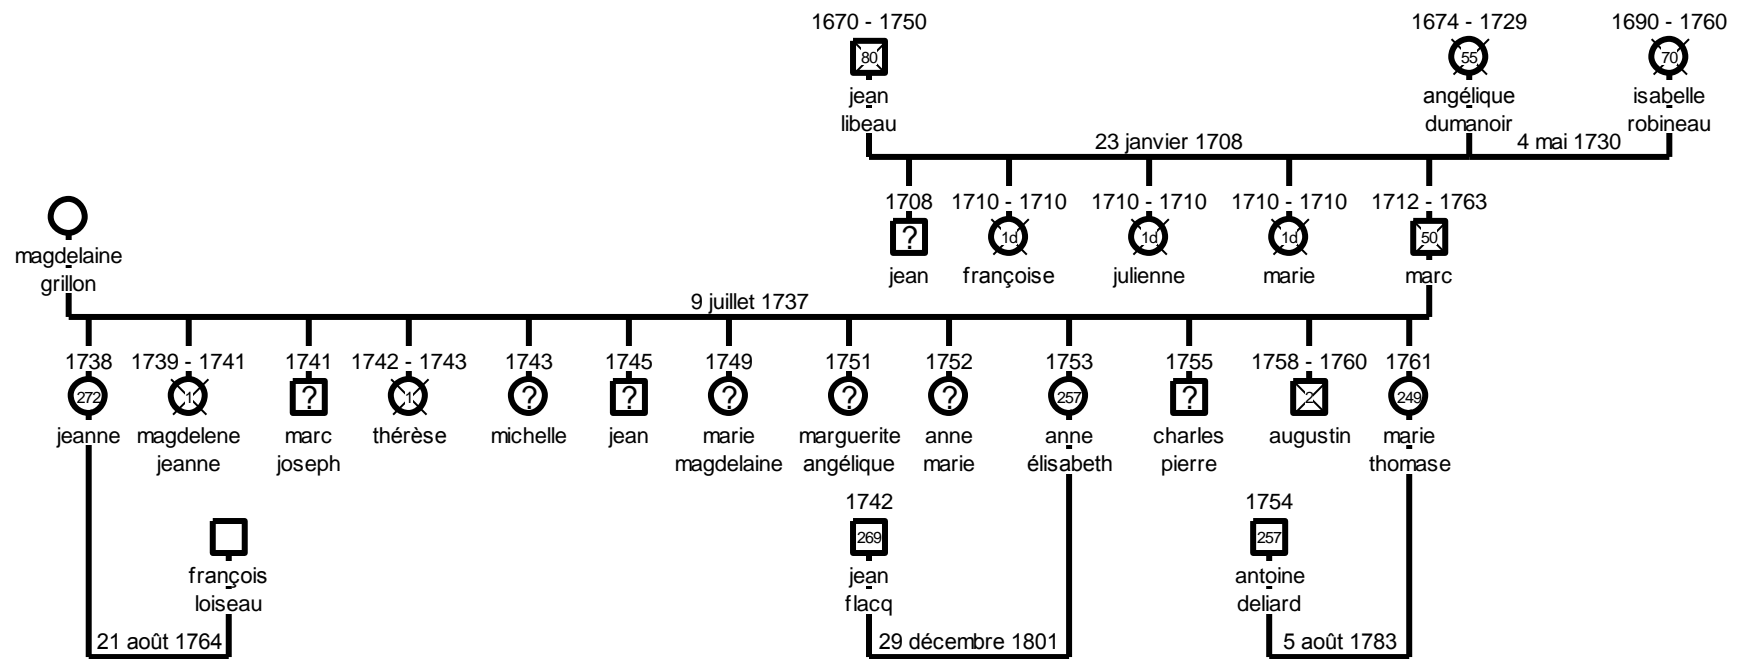 1670 - 1750 1674 - 1729 1690 - 1760
80 55 70
jean angélique isabelle
libeau dumanoir robineau
23 janvier 1708 4 mai 1730
1708 1710 - 1710 1710 - 1710 1710 - 1710 1712 - 1763
? 1d 1d 1d 50
jean françoise julienne marie marc
magdelaine
grillon
9 juillet 1737
1738 1739 - 1741 1741 1742 - 1743 1743 1745 1749 1751 1752 1753 1755 1758 - 1760 1761
272 1 ? 1 ? ? ? ? ? 257 ? 2 249
jeanne magdelene marc thérèse michelle jean marie marguerite anne anne charles augustin marie
jeanne joseph magdelaine angélique marie élisabeth pierre thomase
1742 1754
269 257
françois jean antoine
loiseau flacq deliard
21 août 1764 29 décembre 1801 5 août 1783